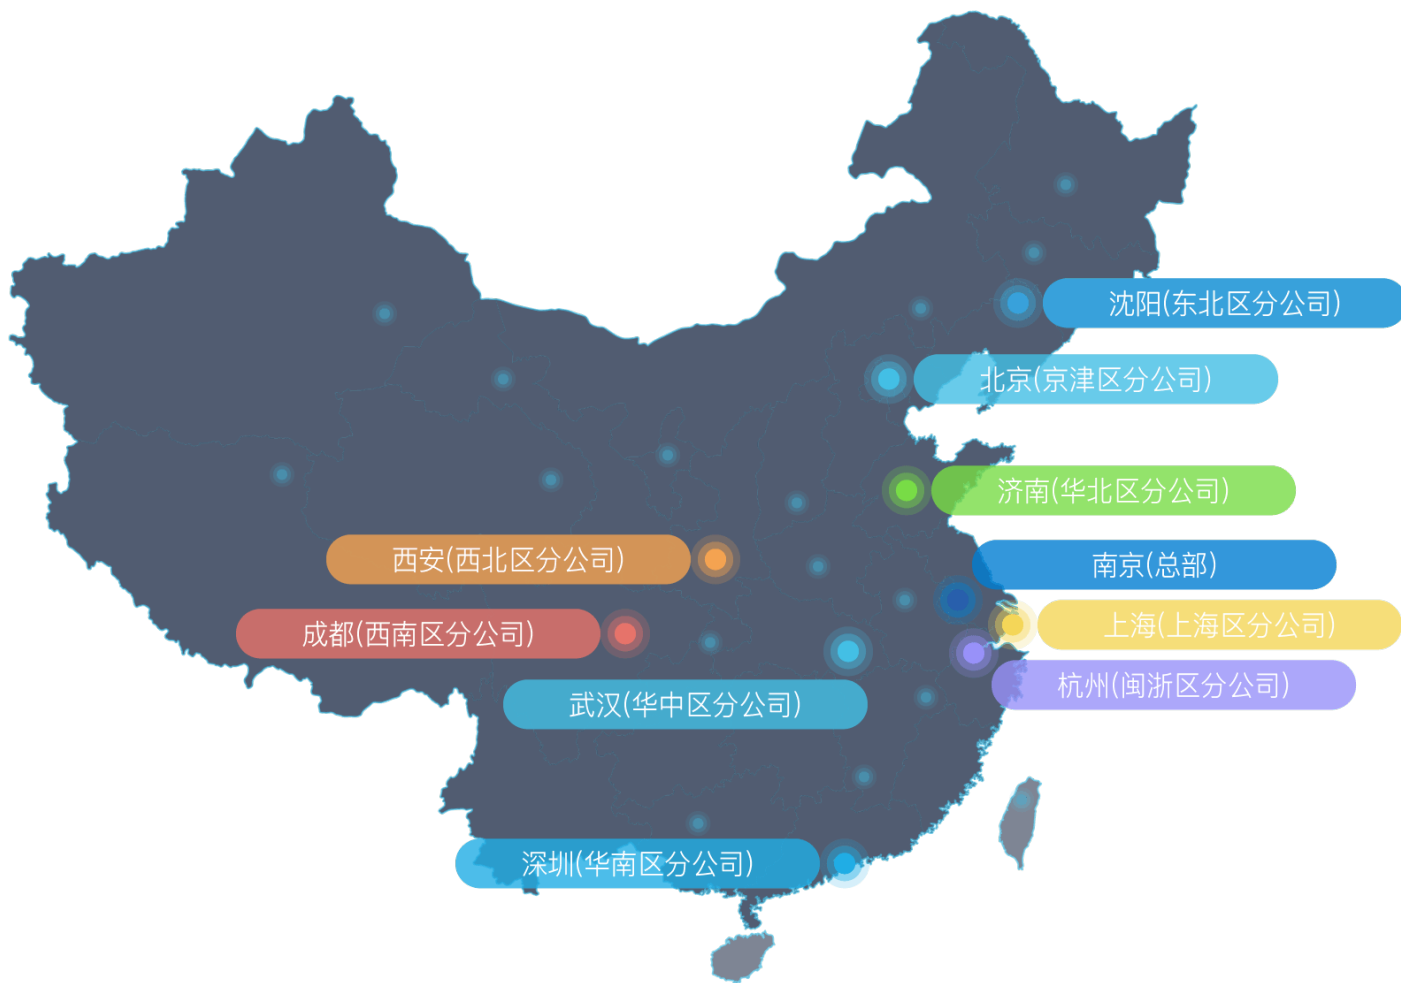 沈阳(东北区分公司)
北京(京津区分公司)
济南(华北区分公司)
西安(西北区分公司)
南京(总部)
成都(西南区分公司)
上海(上海区分公司)
杭州(闽浙区分公司)
武汉(华中区分公司)
深圳(华南区分公司)